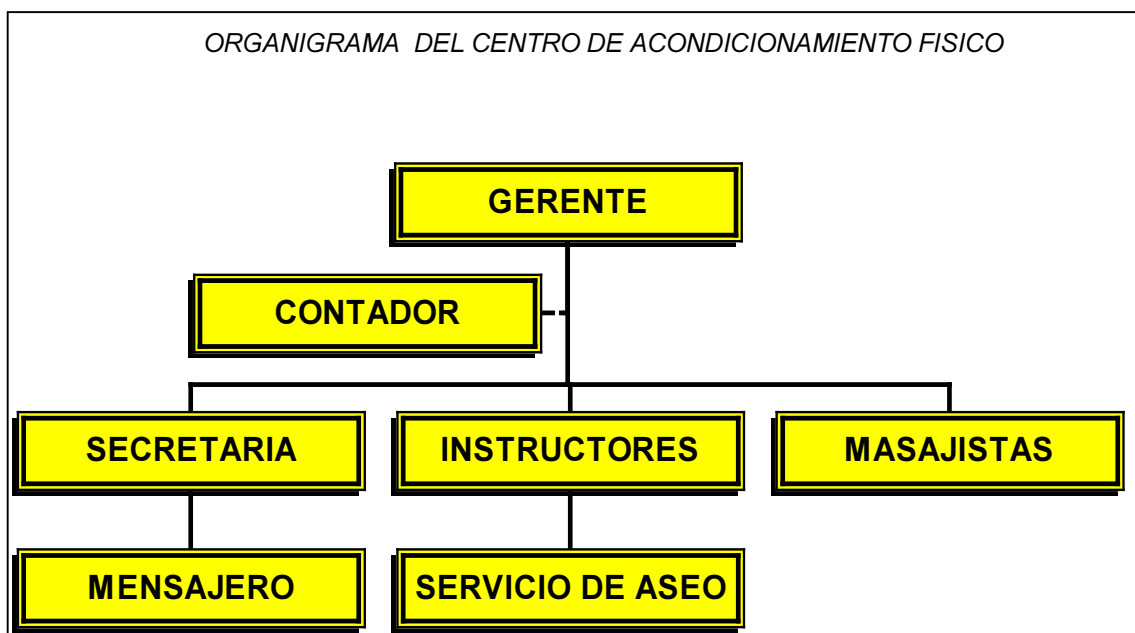 ORGANIGRAMA DEL CENTRO DE ACONDICIONAMIENTO FISICO
GERENTE
CONTADOR
SECRETARIA
INSTRUCTORES
MASAJISTAS
MENSAJERO
SERVICIO DE ASEO